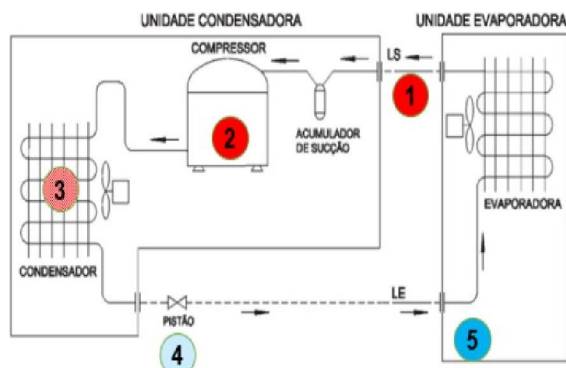 UNIDADE CONDENSADORA
UNIDADE EVAPORADORA
COMPRESSOR
LS
1
2
ACUMULADOR
DE SUCÇÃO
3
EVAPORADORA
CONDENSADOR
LE
PISTÃO
4
5